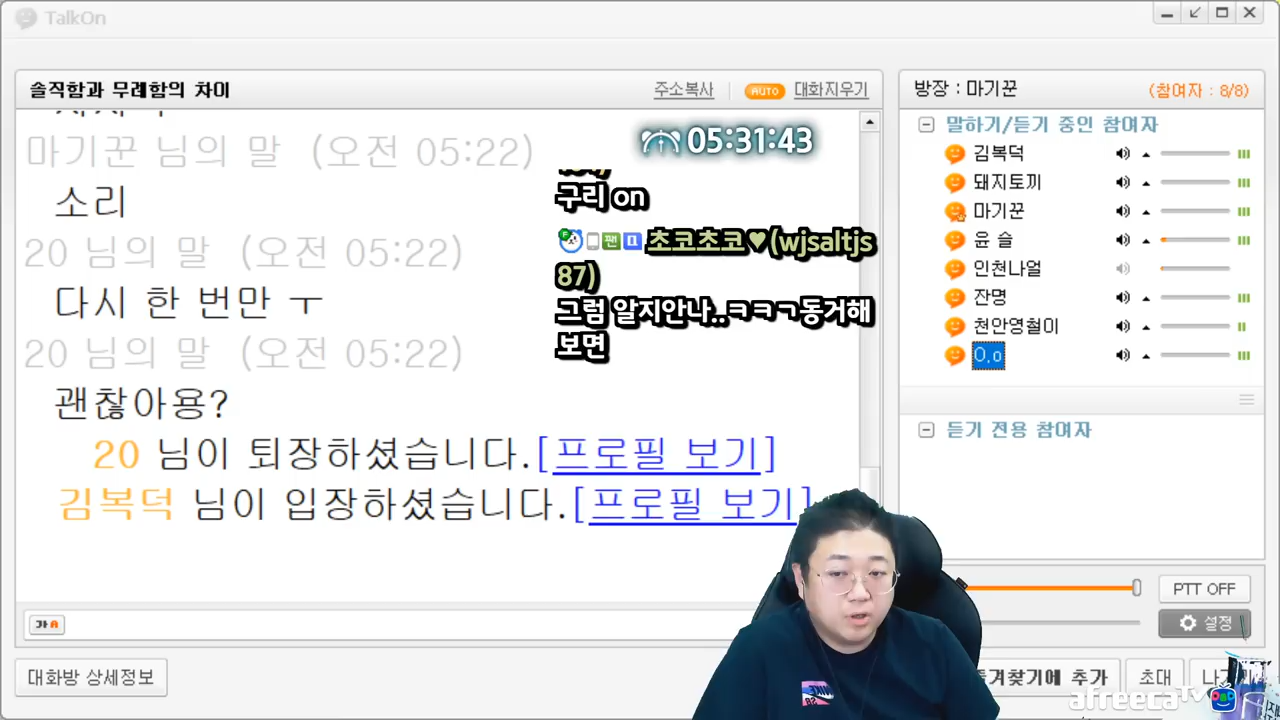 TalkOn
솔직함과 무례함의 차이
주소복사
AUTO
대화지우기
방장 : 마기꾼
(참여자 : 8/8)
05:31:43
마기꾼 님의 말 (오전 05:22)
소리
20 님의 말 (오전 05:22)
다시 한 번만 ㅜ
20 님의 말 (오전 05:22)
괜찮아용?
20 님이 퇴장하셨습니다.[프로필 보기]
김복덕 님이 입장하셨습니다.[프로필 보기]
구리 on
F 팬 초코초코♥(wjsaltjs
87)
그럼 알지안나..ㅋㅋㄱ동거해
보면
말하기/듣기 중인 참여자
김복덕
돼지토끼
마기꾼
윤 슬
인천나얼
잔명
천안영철이
O.o
듣기 전용 참여자
PTT OFF
설정
가
대화방 상세정보
즐겨찾기에 추가
초대
afreecaTV